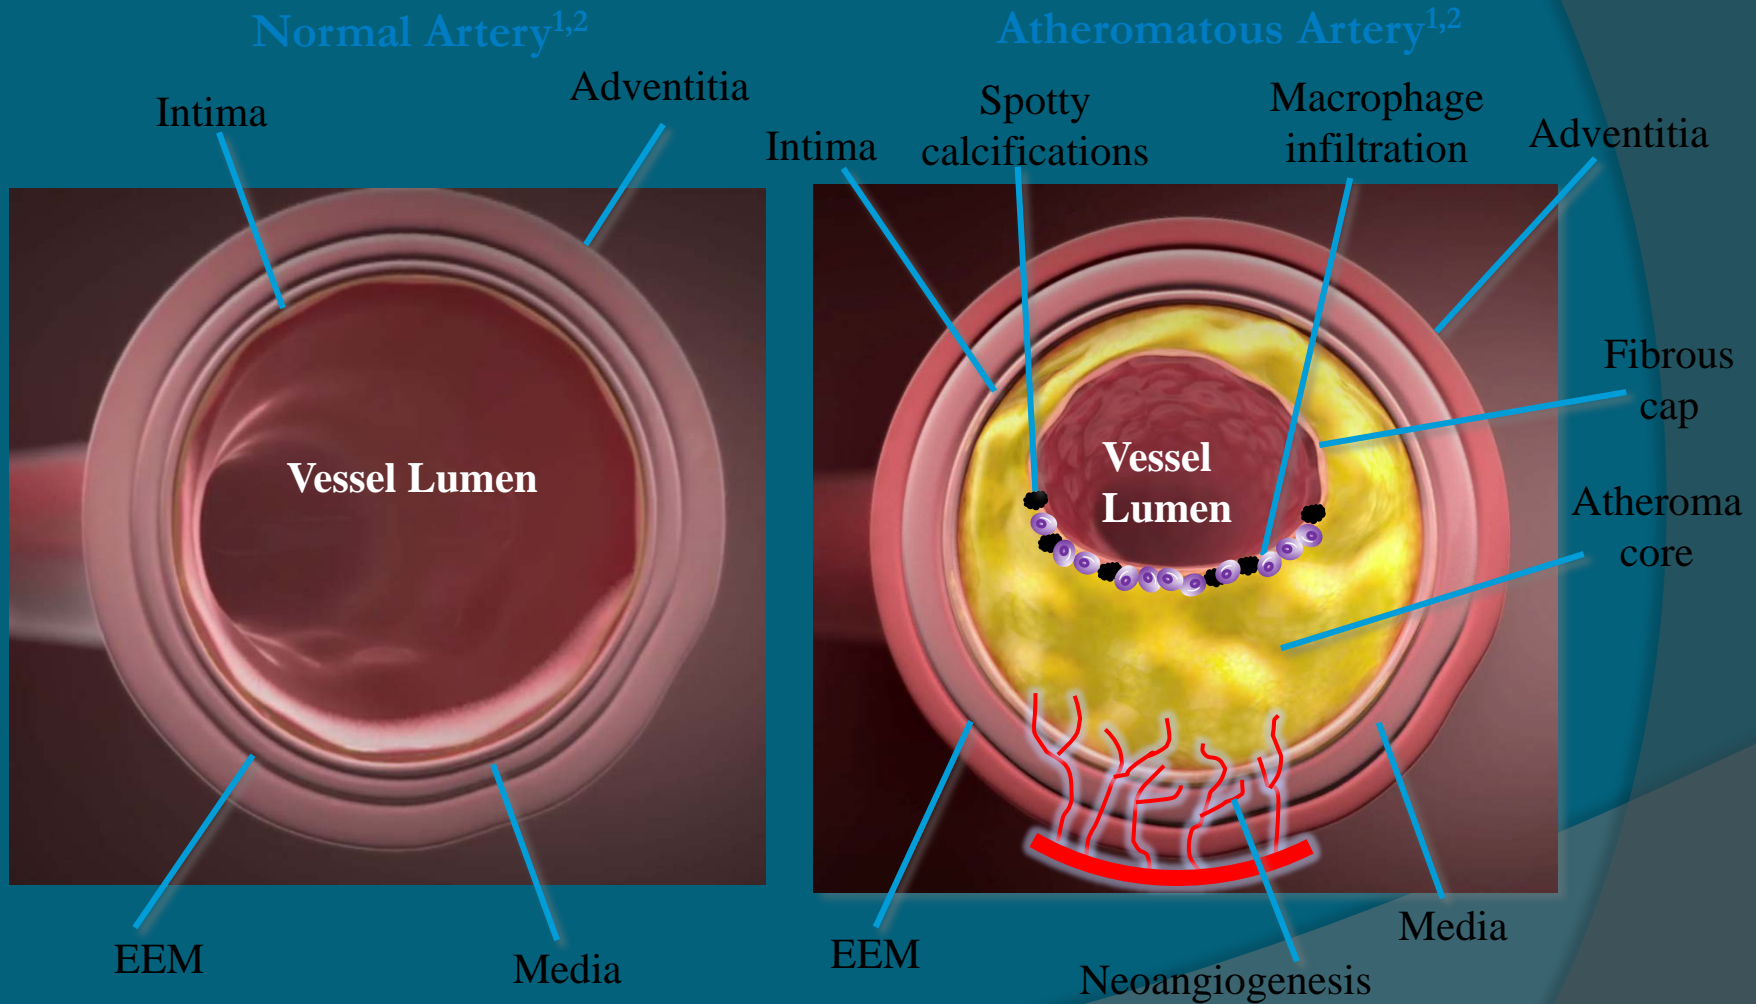 Normal Artery1,2
Atheromatous Artery1,2
Intima
Adventitia
Intima
Spotty
calcifications
Macrophage
infiltration
Adventitia
Fibrous
cap
Vessel Lumen
Vessel
Lumen
Atheroma
core
EEM
Media
EEM
Neoangiogenesis
Media